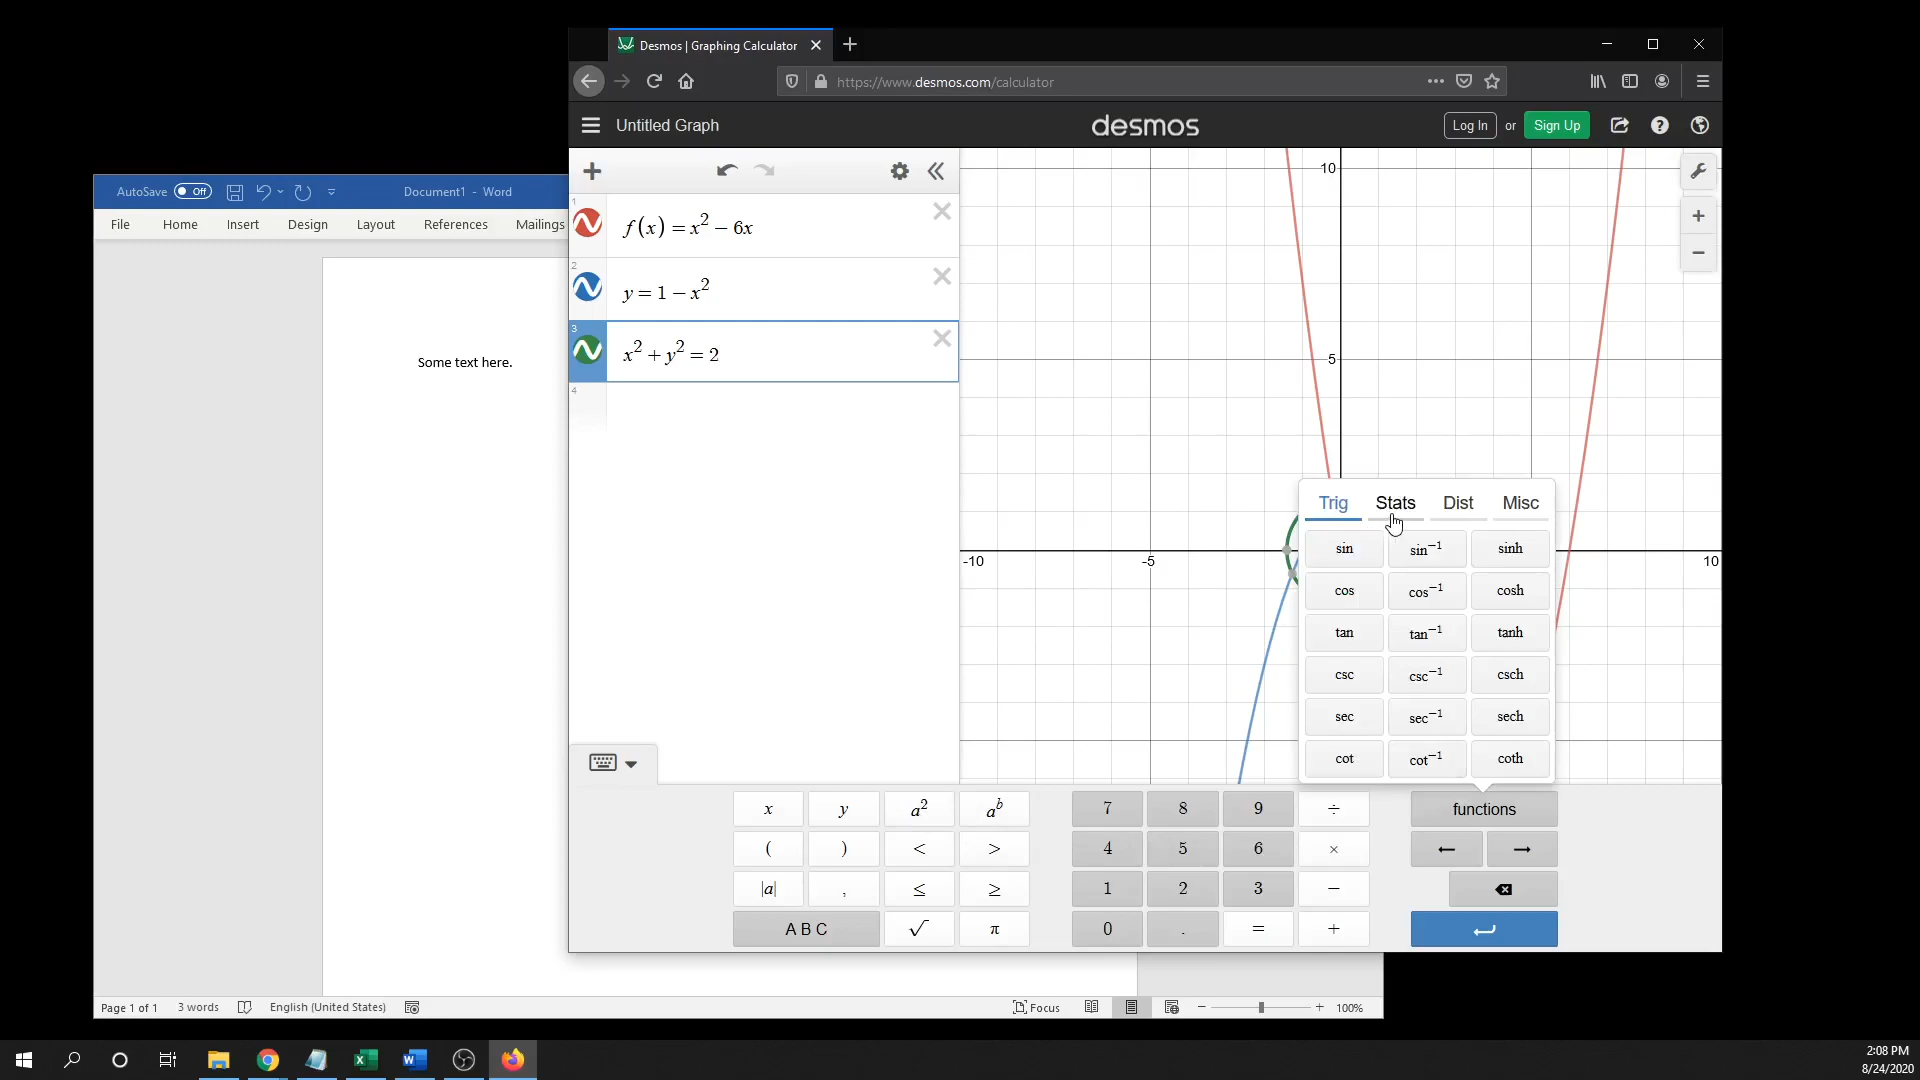 Desmos | Graphing Calculator
https://www.desmos.com/calculator
Untitled Graph
desmos
Log In or Sign Up
AutoSave Off
Document1 - Word
File Home Insert Design Layout References Mailings
Some text here.
1
f(x) = x² − 6x
2
y = 1 − x²
3
x² + y² = 2
4
10
5
-10
-5
10
Trig Stats Dist Misc
sin sin⁻¹ sinh
cos cos⁻¹ cosh
tan tan⁻¹ tanh
csc csc⁻¹ csch
sec sec⁻¹ sech
cot cot⁻¹ coth
x y a² aᵇ 7 8 9 ÷ functions
( ) < > 4 5 6 × ← →
|a| , ≤ ≥ 1 2 3 −
A B C √ π 0 . = +
Page 1 of 1 3 words English (United States) Focus 100%
2:08 PM
8/24/2020